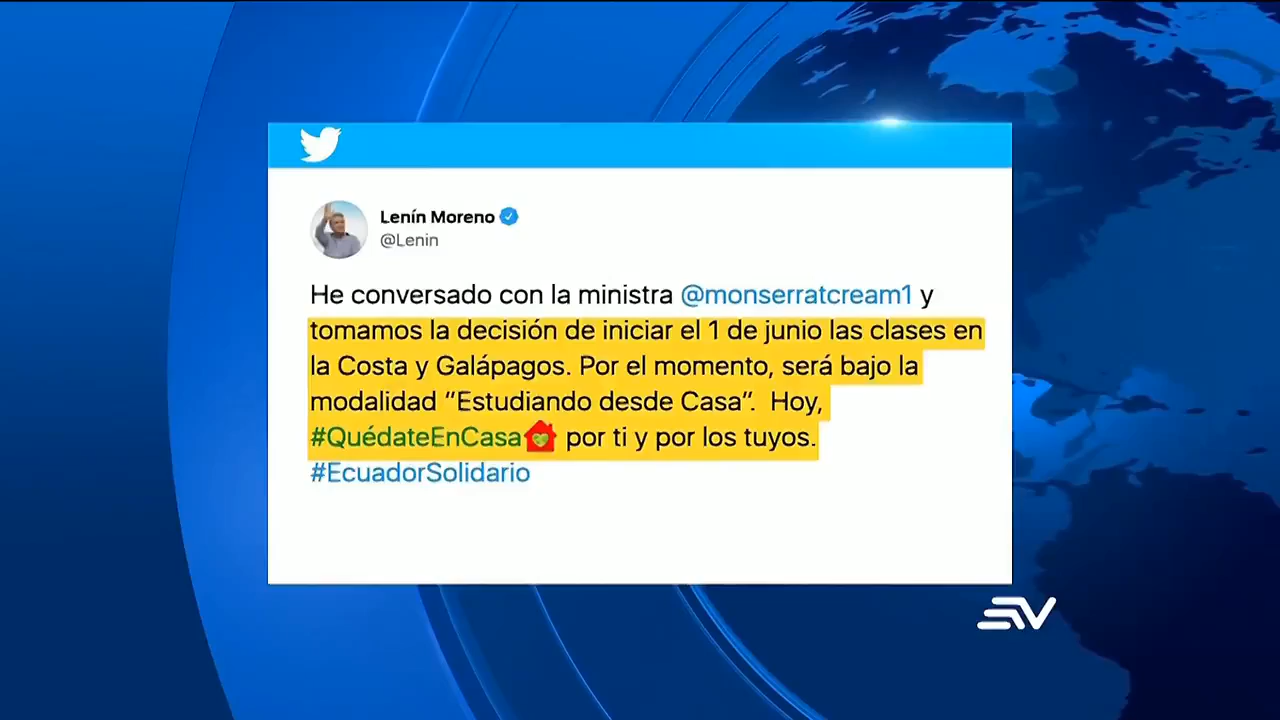 Lenín Moreno
@Lenin
He conversado con la ministra @monserratcream1 y
tomamos la decisión de iniciar el 1 de junio las clases en
la Costa y Galápagos. Por el momento, será bajo la
modalidad “Estudiando desde Casa”.  Hoy,
#QuédateEnCasa por ti y por los tuyos.
#EcuadorSolidario
EV